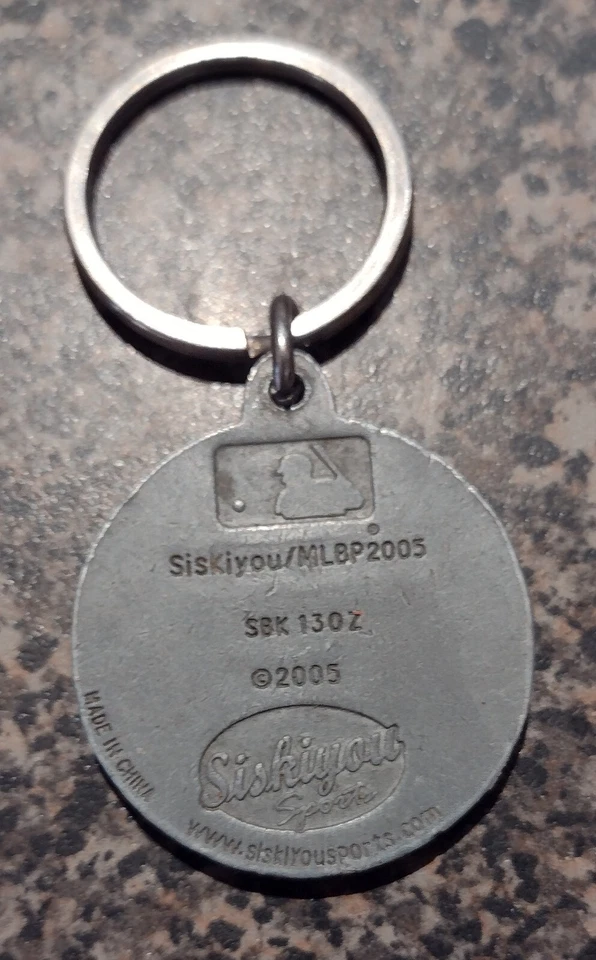 ®
Siskiyou/MLBP2005
SBK 130Z
©2005
MADE IN CHINA
Siskiyou
Sports
www.siskiyousports.com